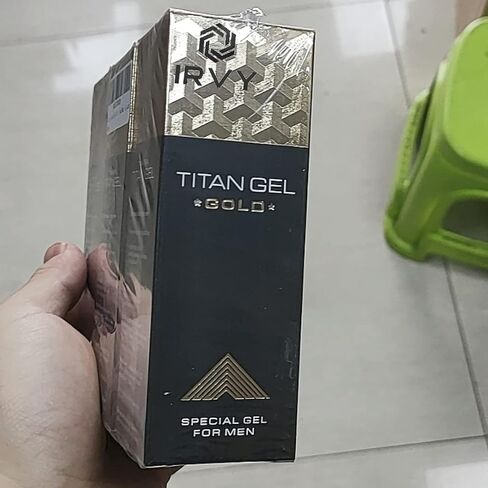 IRVY
TITAN GEL
*GOLD*
SPECIAL GEL
FOR MEN